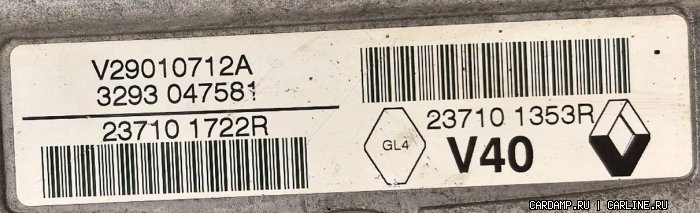 V29010712A
3293 047581
23710 1722R
GL4
23710 1353R
V40
CARDAMP.RU | CARLINE.RU